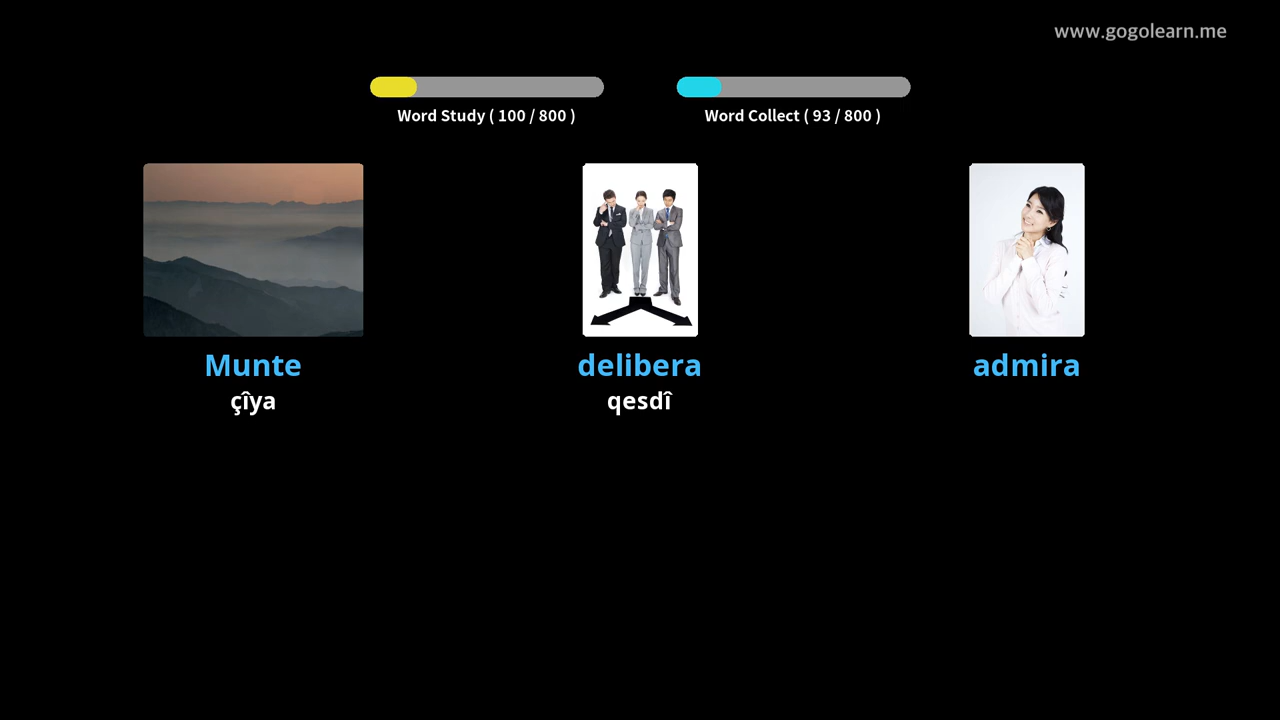 www.gogolearn.me
Word Study ( 100 / 800 )
Word Collect ( 93 / 800 )
Munte
delibera
admira
çîya
qesdî